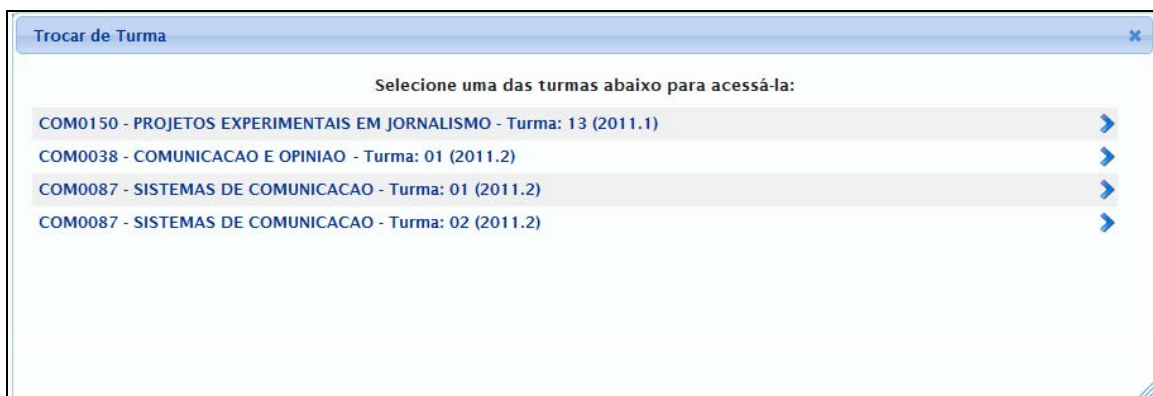 Trocar de Turma
Selecione uma das turmas abaixo para acessá-la:
COM0150 - PROJETOS EXPERIMENTAIS EM JORNALISMO - Turma: 13 (2011.1)
COM0038 - COMUNICACAO E OPINIAO - Turma: 01 (2011.2)
COM0087 - SISTEMAS DE COMUNICACAO - Turma: 01 (2011.2)
COM0087 - SISTEMAS DE COMUNICACAO - Turma: 02 (2011.2)